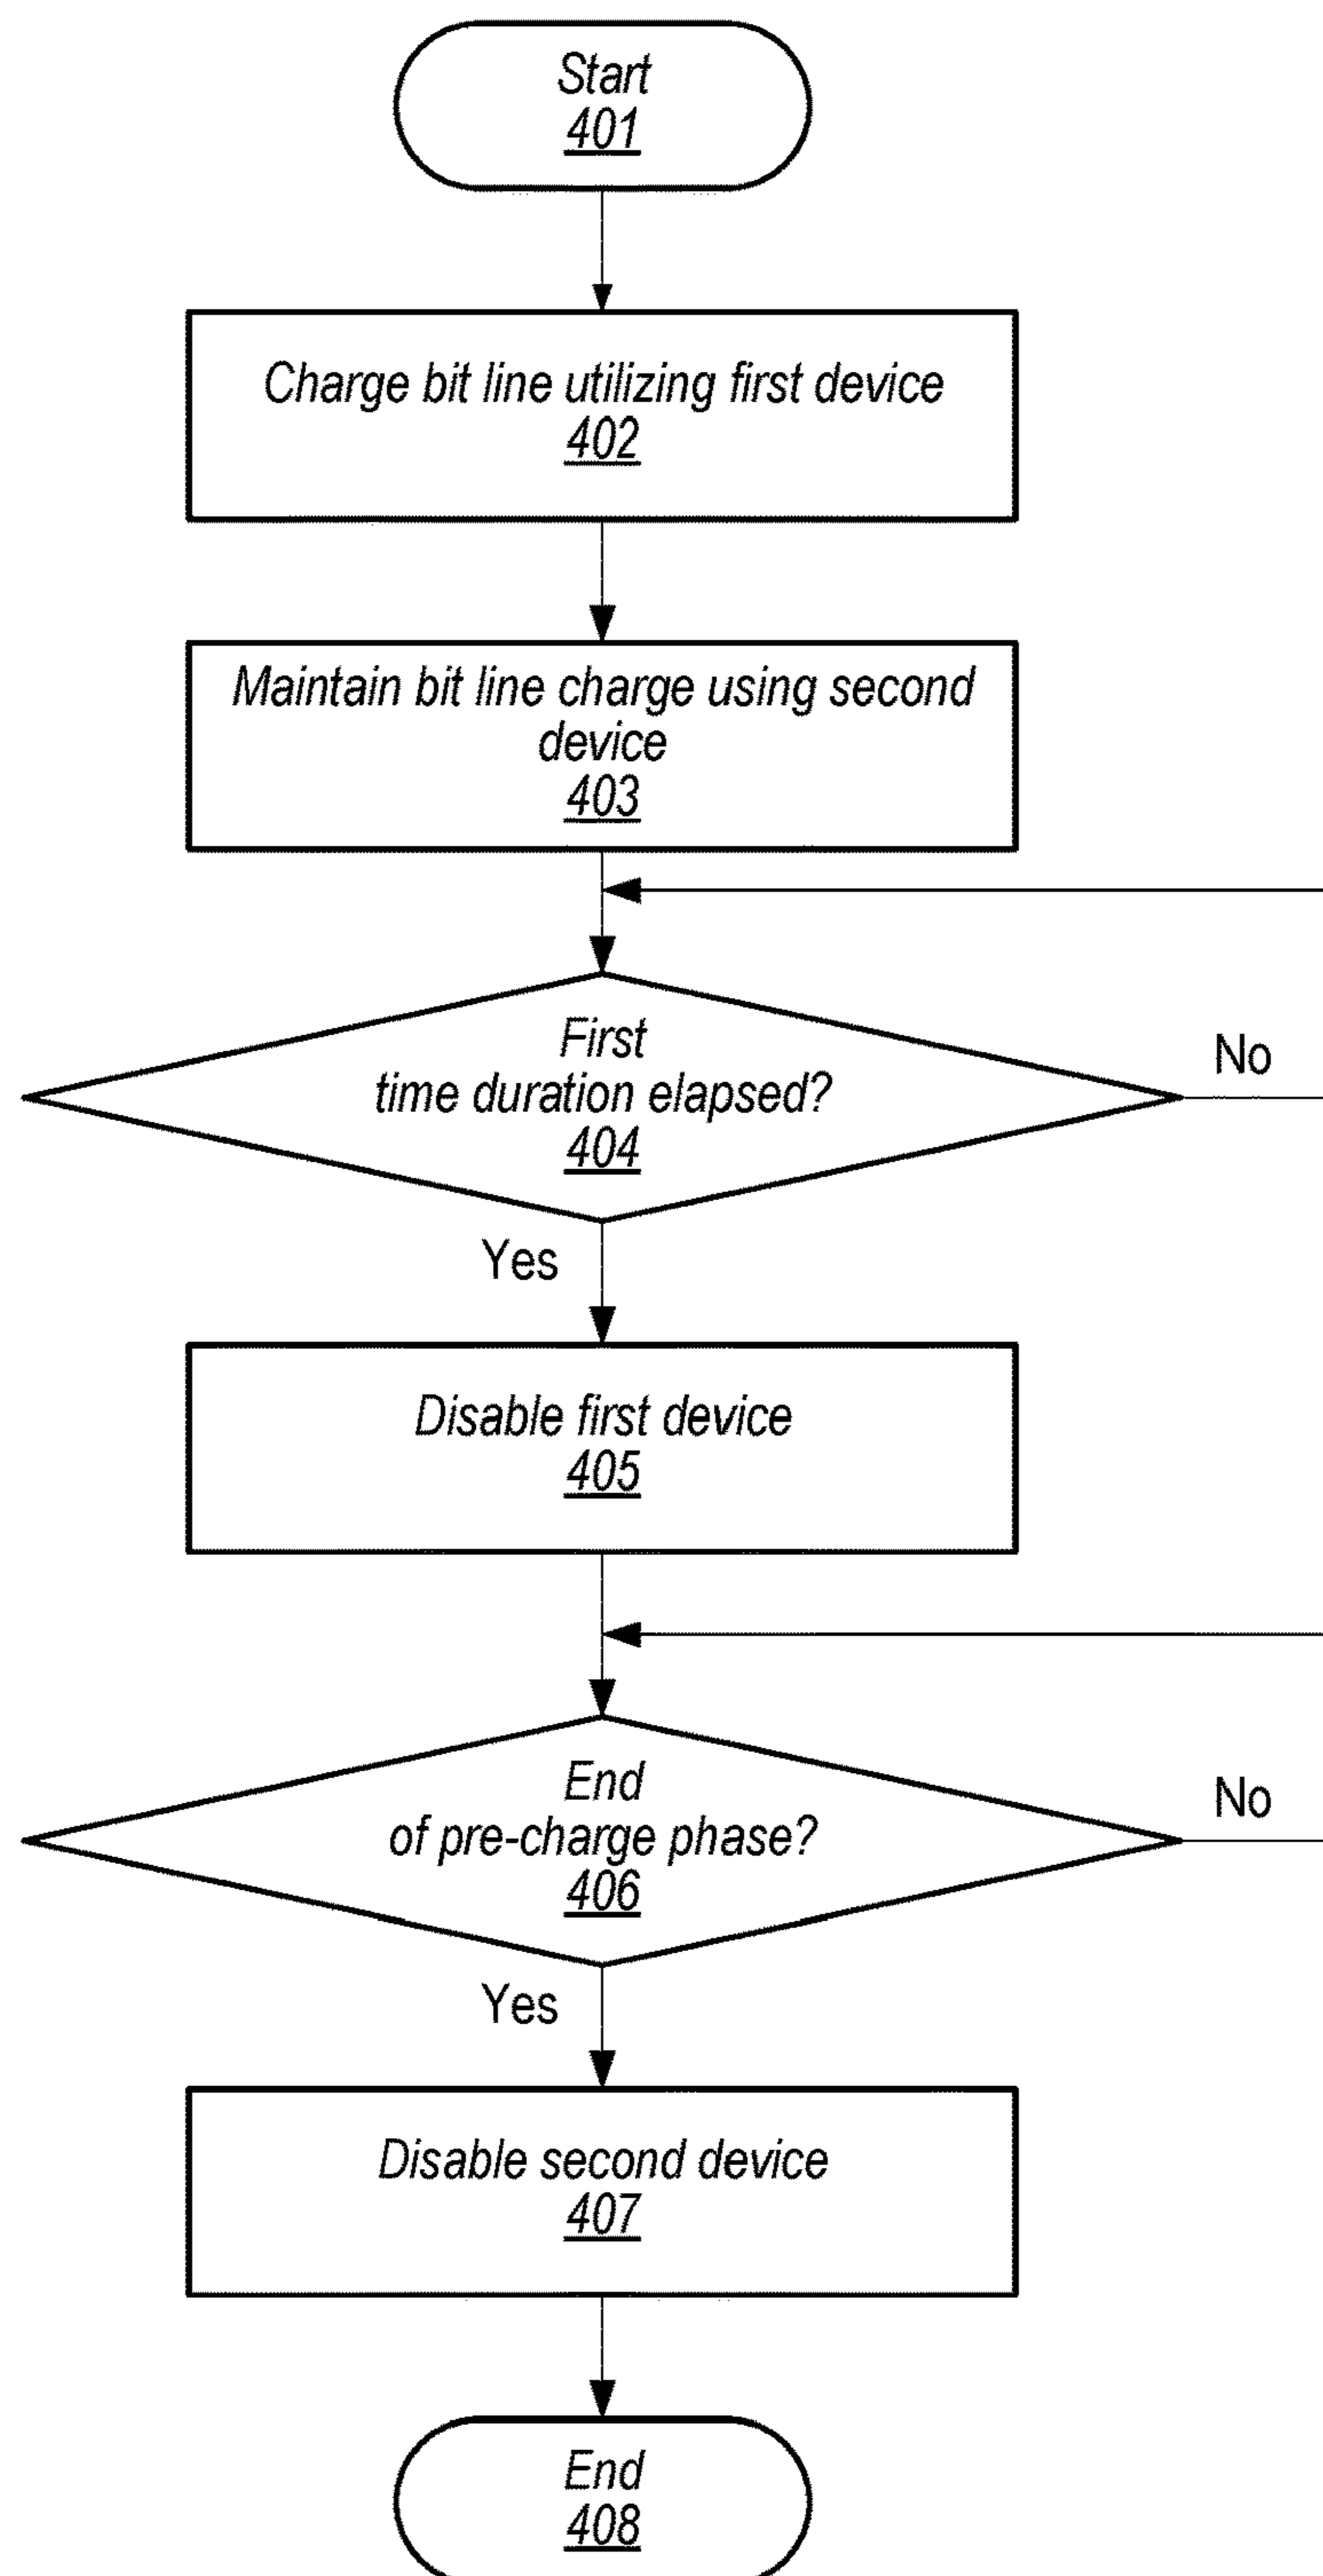 Start
401
Charge bit line utilizing first device
402
Maintain bit line charge using second
device
403
First
time duration elapsed?
404
No
Yes
Disable first device
405
End
of pre-charge phase?
406
No
Yes
Disable second device
407
End
408